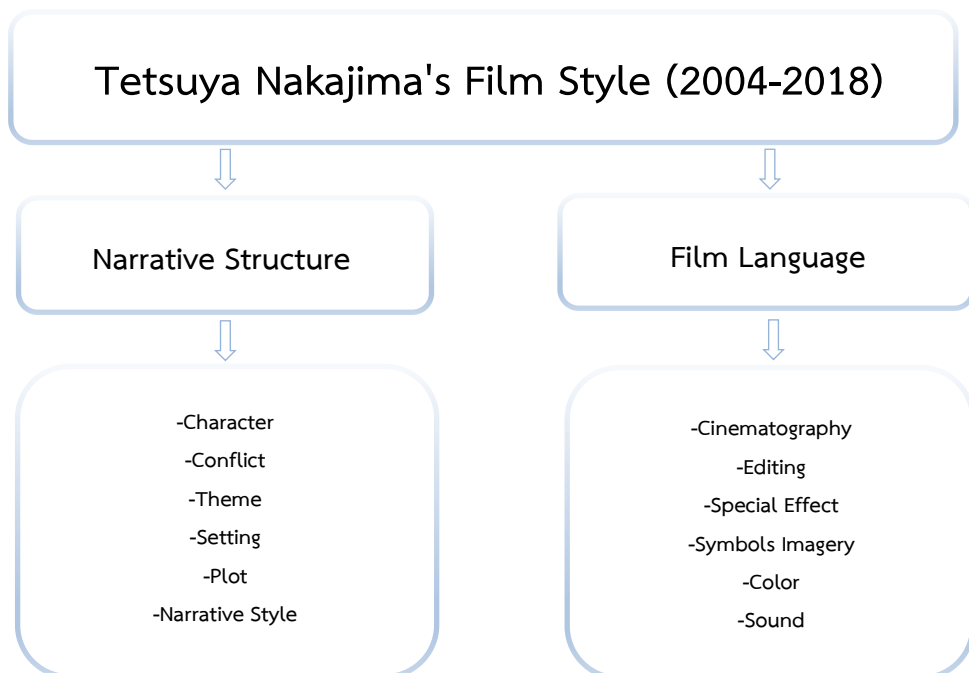 Tetsuya Nakajima's Film Style (2004-2018)
Narrative Structure
Film Language
-Character
-Conflict
-Theme
-Setting
-Plot
-Narrative Style
-Cinematography
-Editing
-Special Effect
-Symbols Imagery
-Color
-Sound